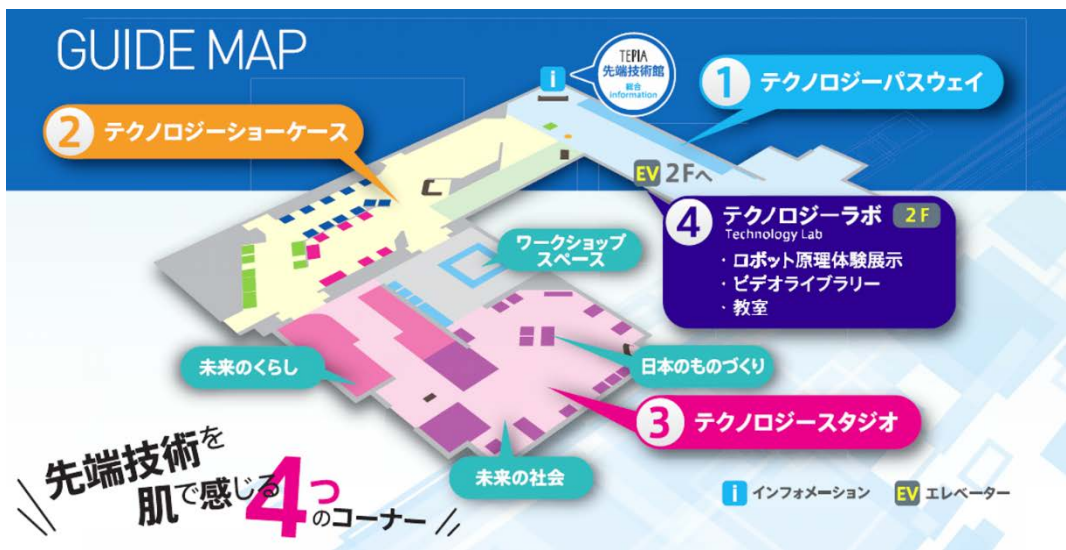 GUIDE MAP
TEPIA
先端技術館
総合
information
i
1 テクノロジーパスウェイ
2 テクノロジーショーケース
EV 2Fへ
4 テクノロジーラボ 2F
Technology Lab
・ロボット原理体験展示
・ビデオライブラリー
・教室
ワークショップ
スペース
未来のくらし
日本のものづくり
3 テクノロジースタジオ
未来の社会
先端技術を
肌で感じる4つ
のコーナー
i インフォメーション EV エレベーター